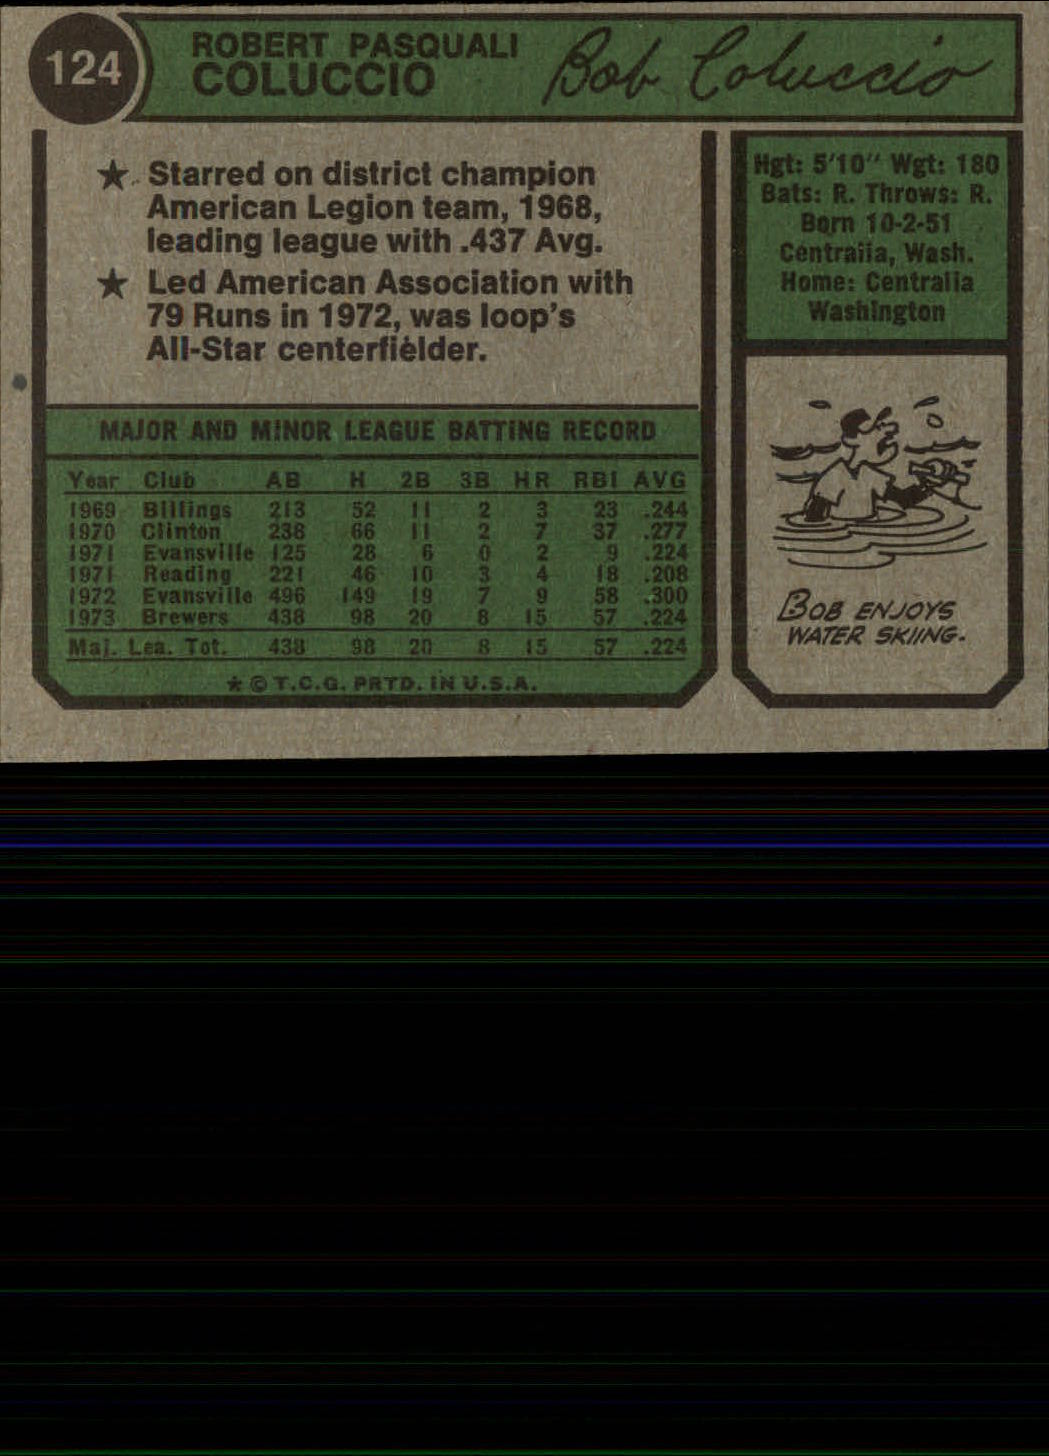 124
ROBERT PASQUALI
COLUCCIO
Bob Coluccio
★ Starred on district champion
American Legion team, 1968,
leading league with .437 Avg.
★ Led American Association with
79 Runs in 1972, was loop's
All-Star centerfielder.
Hgt: 5'10" Wgt: 180
Bats: R. Throws: R.
Born 10-2-51
Centralia, Wash.
Home: Centralia
Washington
MAJOR AND MINOR LEAGUE BATTING RECORD
Year Club AB H 2B 3B HR RBI AVG
1969 Billings 213 52 11 2 3 23 .244
1970 Clinton 238 66 11 2 7 37 .277
1971 Evansville 125 28 6 0 2 9 .224
1971 Reading 221 46 10 3 4 18 .208
1972 Evansville 496 149 19 7 9 58 .300
1973 Brewers 438 98 20 8 15 57 .224
Maj. Lea. Tot. 438 98 20 8 15 57 .224
★ © T.C.G. PRTD. IN U.S.A.
BOB ENJOYS
WATER SKIING.